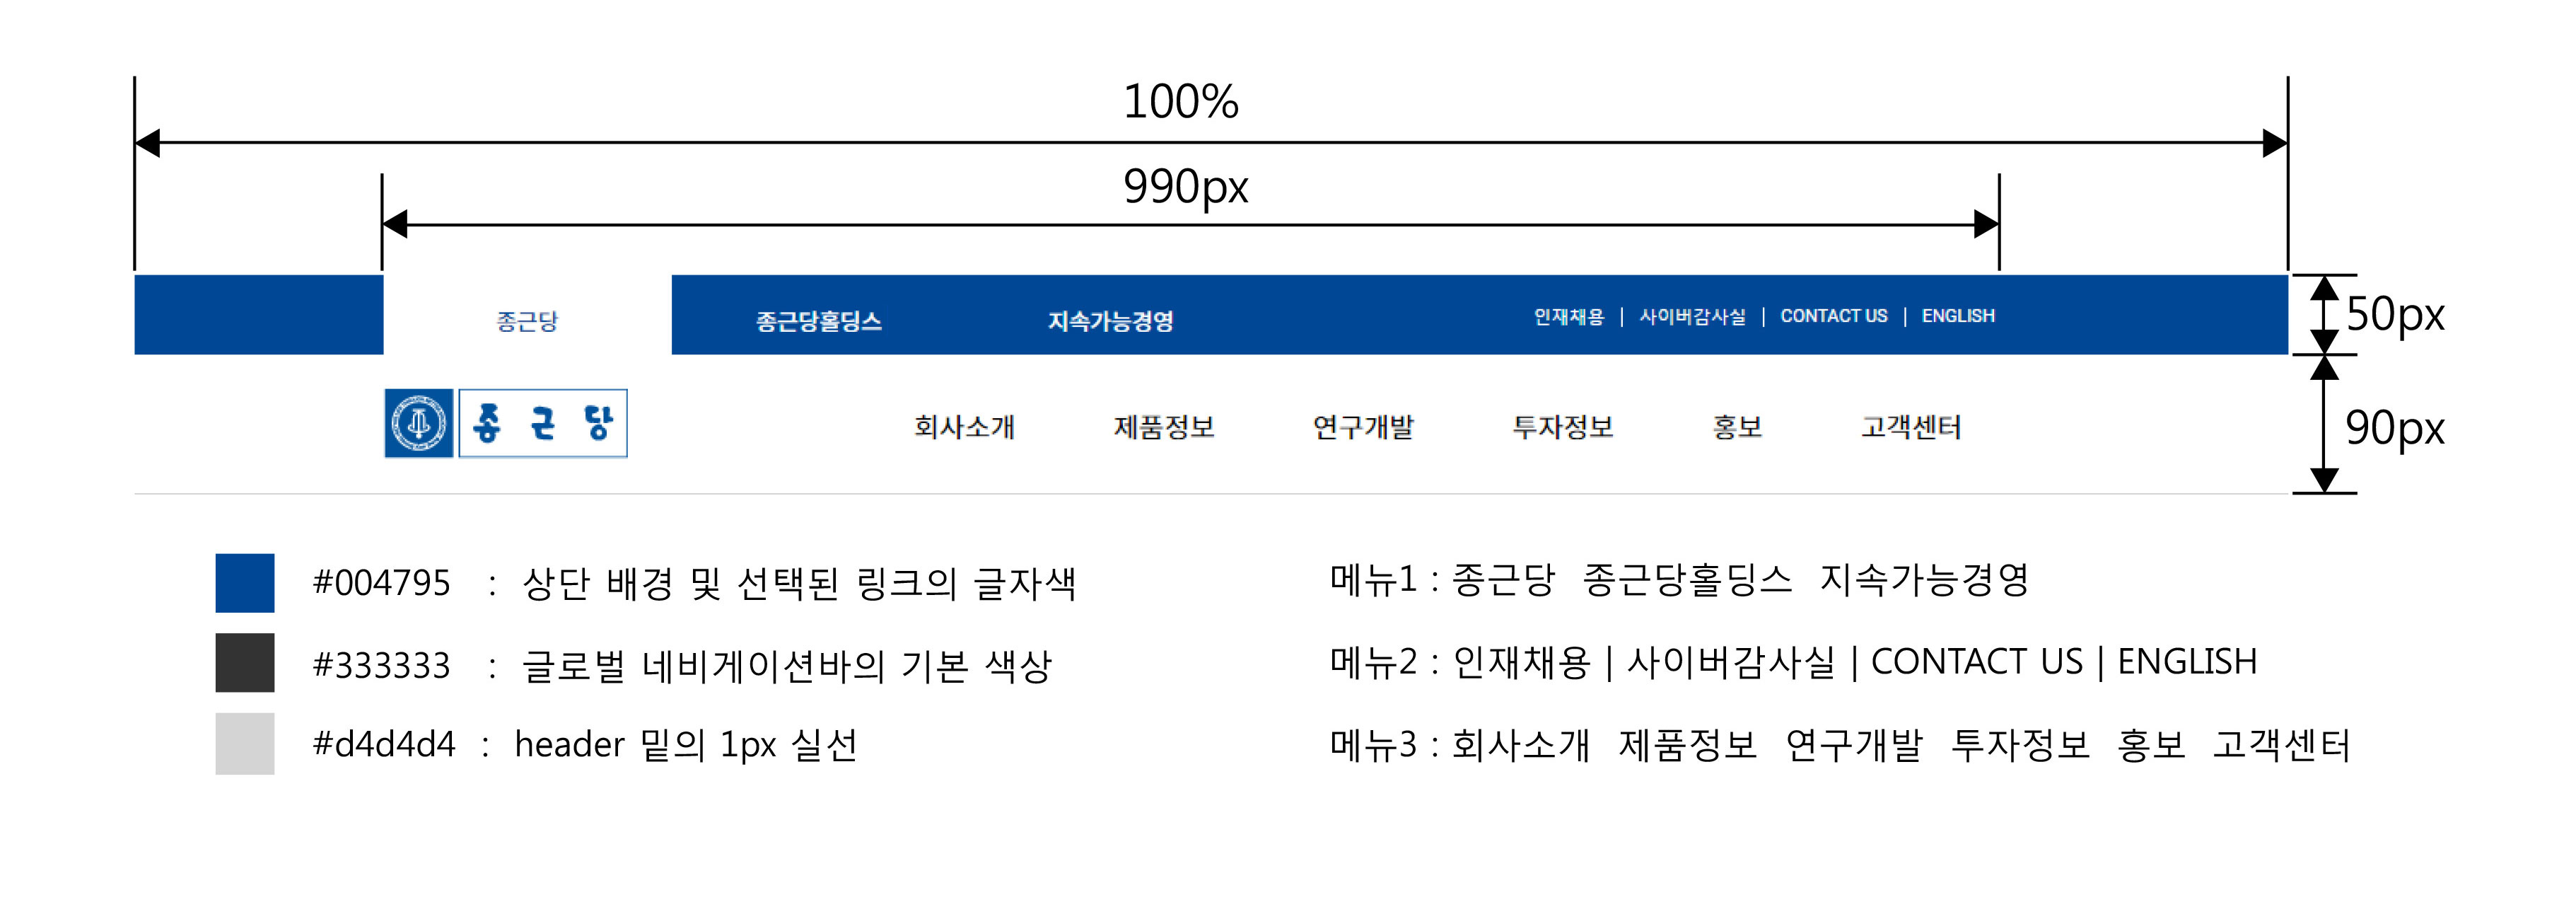 100%
990px
종근당 종근당홀딩스 지속가능경영 인재채용 | 사이버감사실 | CONTACT US | ENGLISH
50px
종 근 당 회사소개 제품정보 연구개발 투자정보 홍보 고객센터
90px
#004795 : 상단 배경 및 선택된 링크의 글자색
메뉴1 : 종근당 종근당홀딩스 지속가능경영
#333333 : 글로벌 네비게이션바의 기본 색상
메뉴2 : 인재채용 | 사이버감사실 | CONTACT US | ENGLISH
#d4d4d4 : header 밑의 1px 실선
메뉴3 : 회사소개 제품정보 연구개발 투자정보 홍보 고객센터